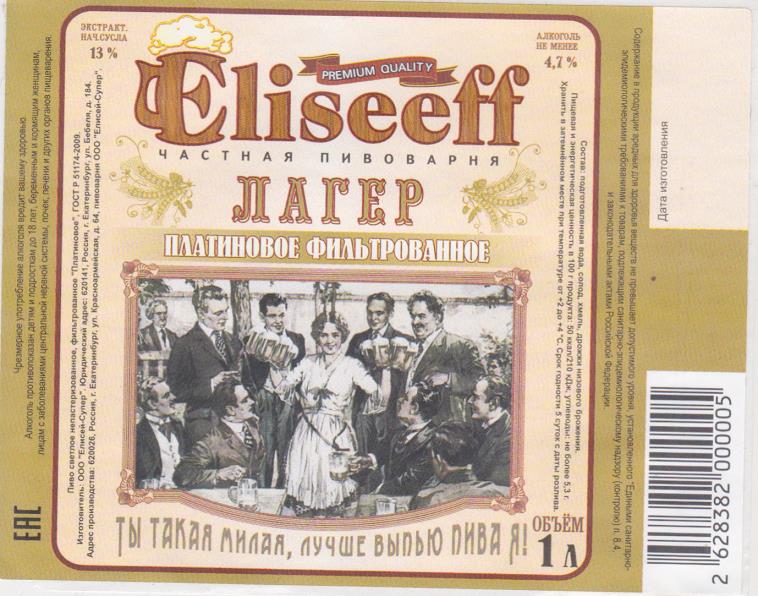 ЭКСТРАКТ.
НАЧ.СУСЛА
13 %
АЛКОГОЛЬ
НЕ МЕНЕЕ
4,7 %
Eliseeff
PREMIUM QUALITY
ЧАСТНАЯ ПИВОВАРНЯ
ЛАГЕР
ПЛАТИНОВОЕ ФИЛЬТРОВАННОЕ
ТЫ ТАКАЯ МИЛАЯ, ЛУЧШЕ ВЫПЬЮ ПИВА Я!
ОБЪЁМ
1 Л
Чрезмерное употребление алкоголя вредит вашему здоровью.
Алкоголь противопоказан детям и подросткам до 18 лет, беременным и кормящим женщинам,
лицам с заболеваниями центральной нервной системы, почек, печени и других органов пищеварения.
EAC
Пиво светлое непастеризованное, фильтрованное "Платиновое", ГОСТ Р 51174-2009.
Изготовитель: ООО "Елисей-Супер". Юридический адрес: 620141, Россия, г. Екатеринбург, ул. Бебеля, д. 184.
Адрес производства: 620026, Россия, г. Екатеринбург, ул. Красноармейская, д. 64, пивоварня ООО "Елисей-Супер".
Состав: подготовленная вода, солод, хмель, дрожжи низового брожения.
Пищевая и энергетическая ценность в 100 г продукта: 50 ккал/210 кДж, углеводы: не более 5,3 г.
Хранить в затемнённом месте при температуре от +2 до +4 °С. Срок годности 5 суток с даты розлива.
Содержание в продукции вредных для здоровья веществ не превышает допустимого уровня, установленного "Едиными санитарно-
эпидемиологическими требованиями к товарам, подлежащим санитарно-эпидемиологическому надзору (контролю) п. 8.4.
и законодательными актами Российской Федерации.
Дата изготовления
2 628382 000005